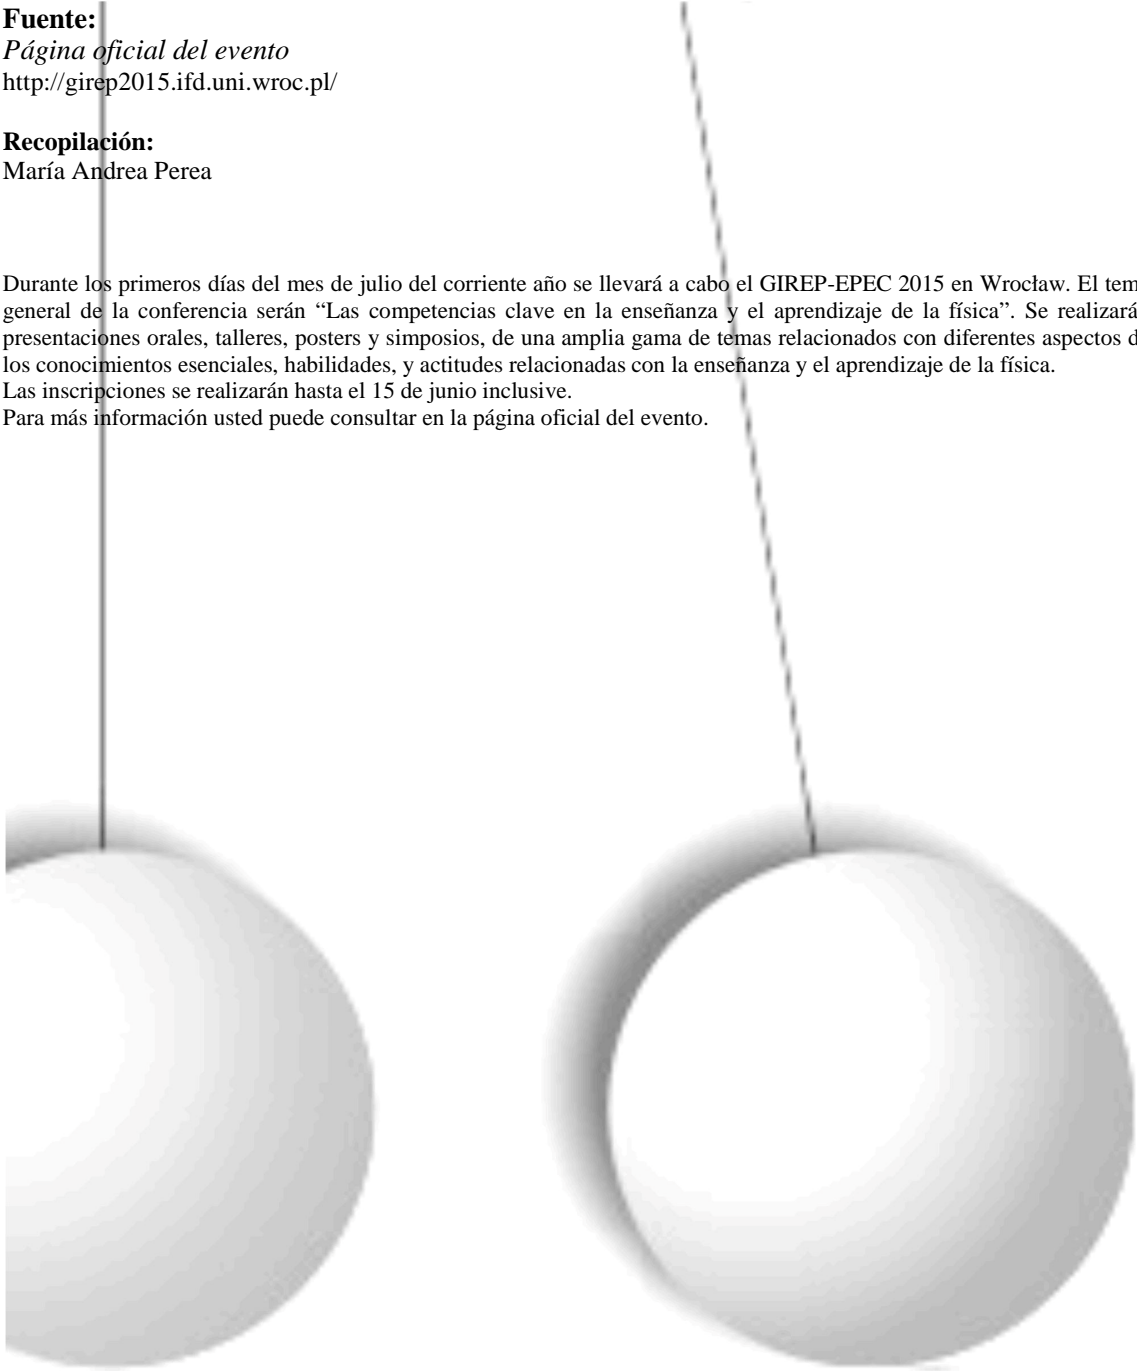 Fuente:
Página oficial del evento
http://girep2015.ifd.uni.wroc.pl/
Recopilación:
María Andrea Perea
Durante los primeros días del mes de julio del corriente año se llevará a cabo el GIREP-EPEC 2015 en Wrocław. El tem
general de la conferencia serán “Las competencias clave en la enseñanza y el aprendizaje de la física”. Se realizará
presentaciones orales, talleres, posters y simposios, de una amplia gama de temas relacionados con diferentes aspectos d
los conocimientos esenciales, habilidades, y actitudes relacionadas con la enseñanza y el aprendizaje de la física.
Las inscripciones se realizarán hasta el 15 de junio inclusive.
Para más información usted puede consultar en la página oficial del evento.